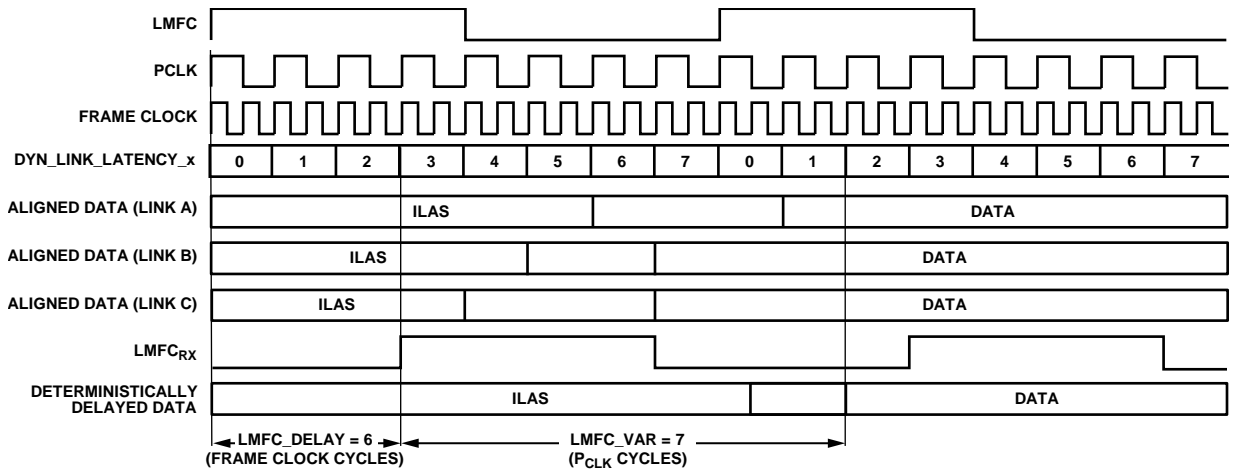 LMFC
PCLK
FRAME CLOCK
DYN_LINK_LATENCY_x 0 1 2 3 4 5 6 7 0 1 2 3 4 5 6 7
ALIGNED DATA (LINK A) ILAS DATA
ALIGNED DATA (LINK B) ILAS DATA
ALIGNED DATA (LINK C) ILAS DATA
LMFCRX
DETERMINISTICALLY
DELAYED DATA ILAS DATA
LMFC_DELAY = 6
(FRAME CLOCK CYCLES)
LMFC_VAR = 7
(PCLK CYCLES)